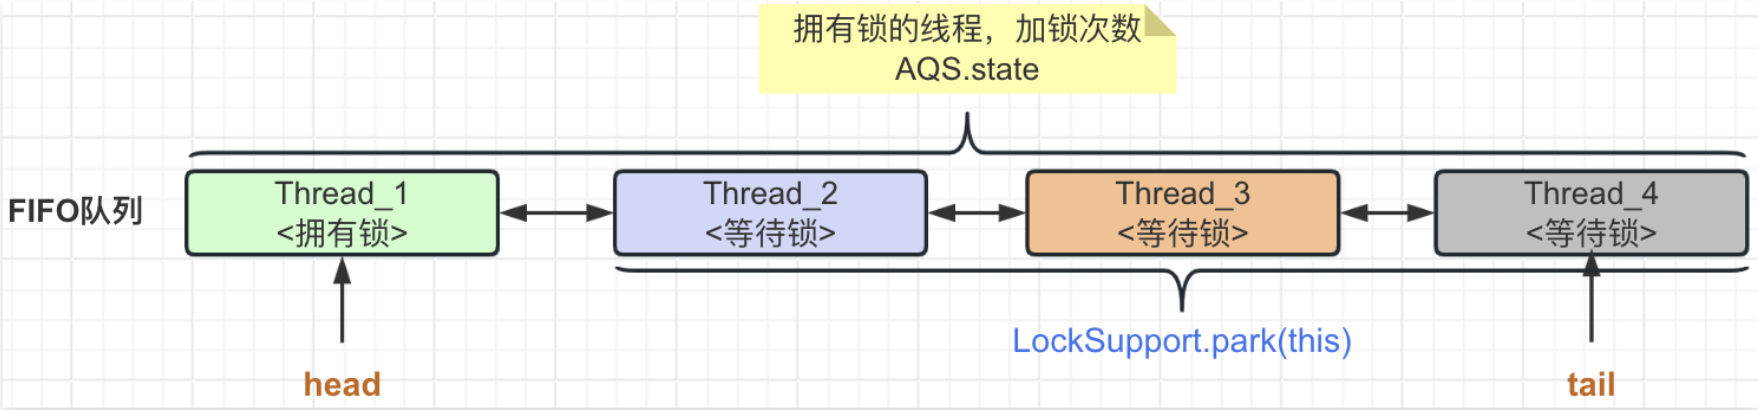 拥有锁的线程，加锁次数
AQS.state
FIFO队列
Thread_1
<拥有锁>
Thread_2
<等待锁>
Thread_3
<等待锁>
Thread_4
<等待锁>
LockSupport.park(this)
head
tail